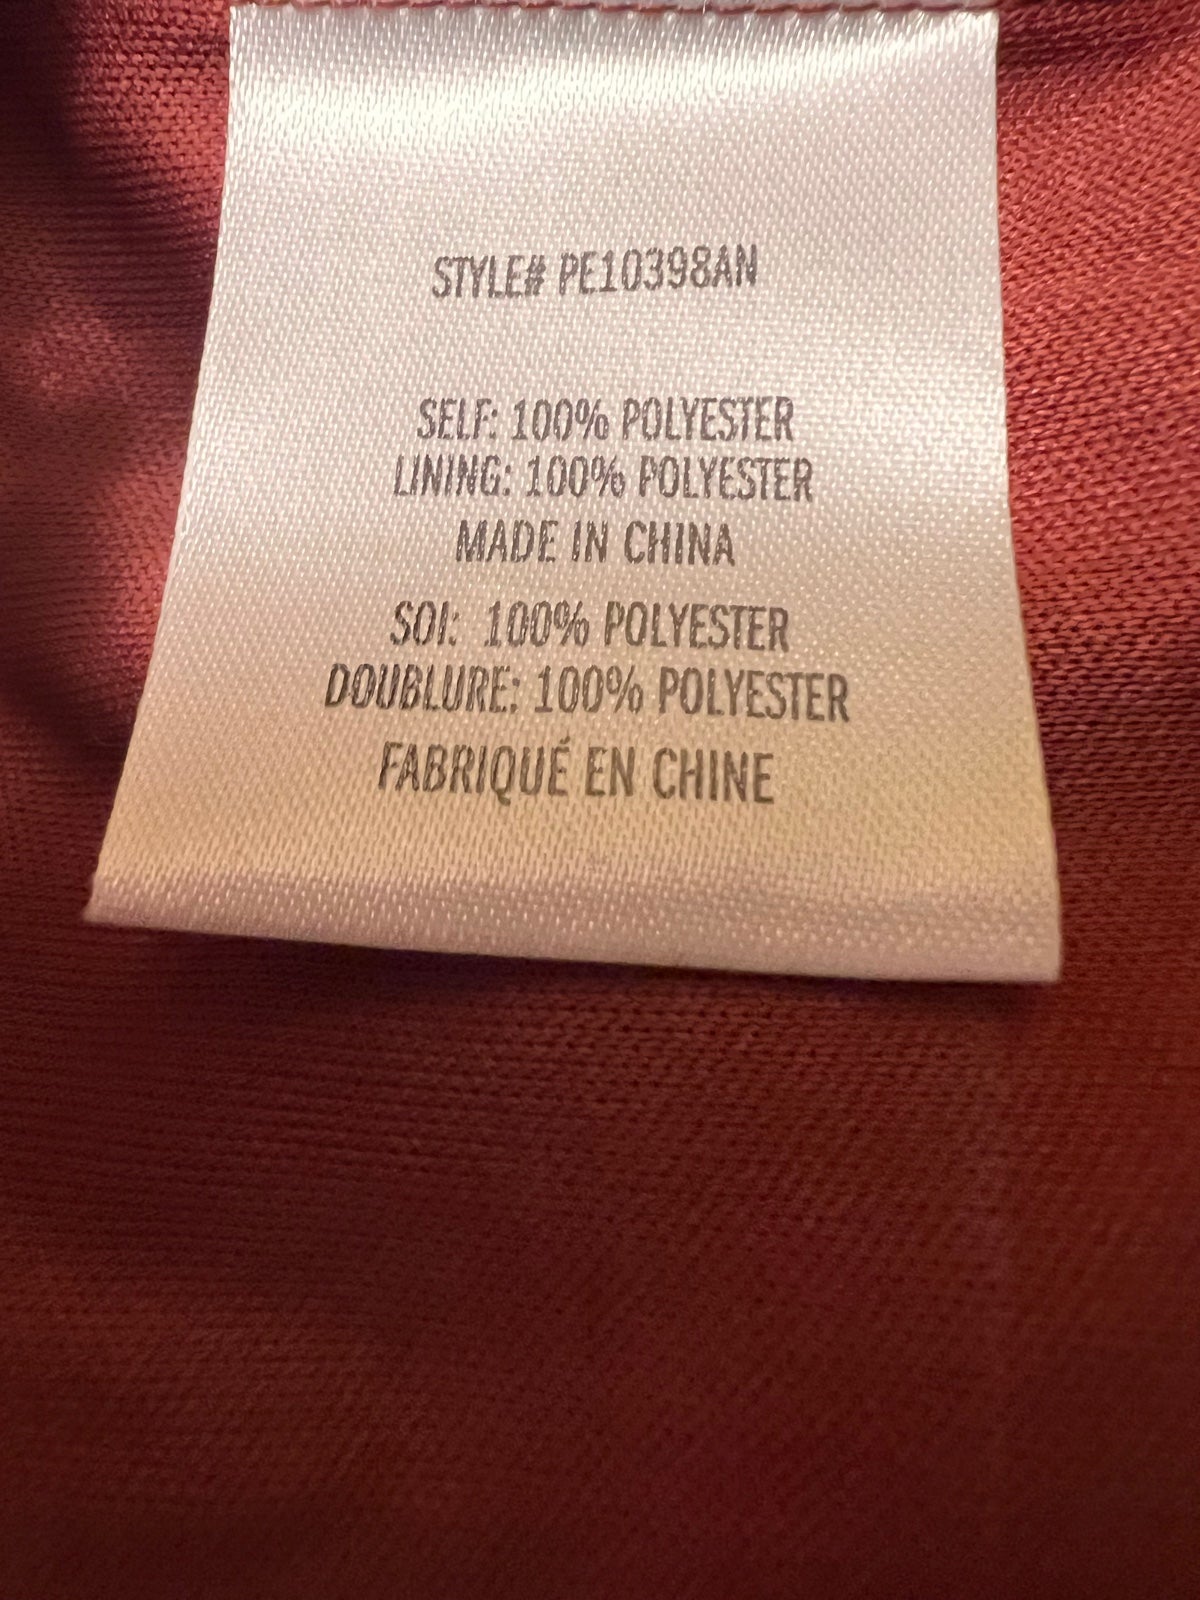 STYLE# PE10398AN
SELF: 100% POLYESTER
LINING: 100% POLYESTER
MADE IN CHINA
SOI: 100% POLYESTER
DOUBLURE: 100% POLYESTER
FABRIQUÉ EN CHINE